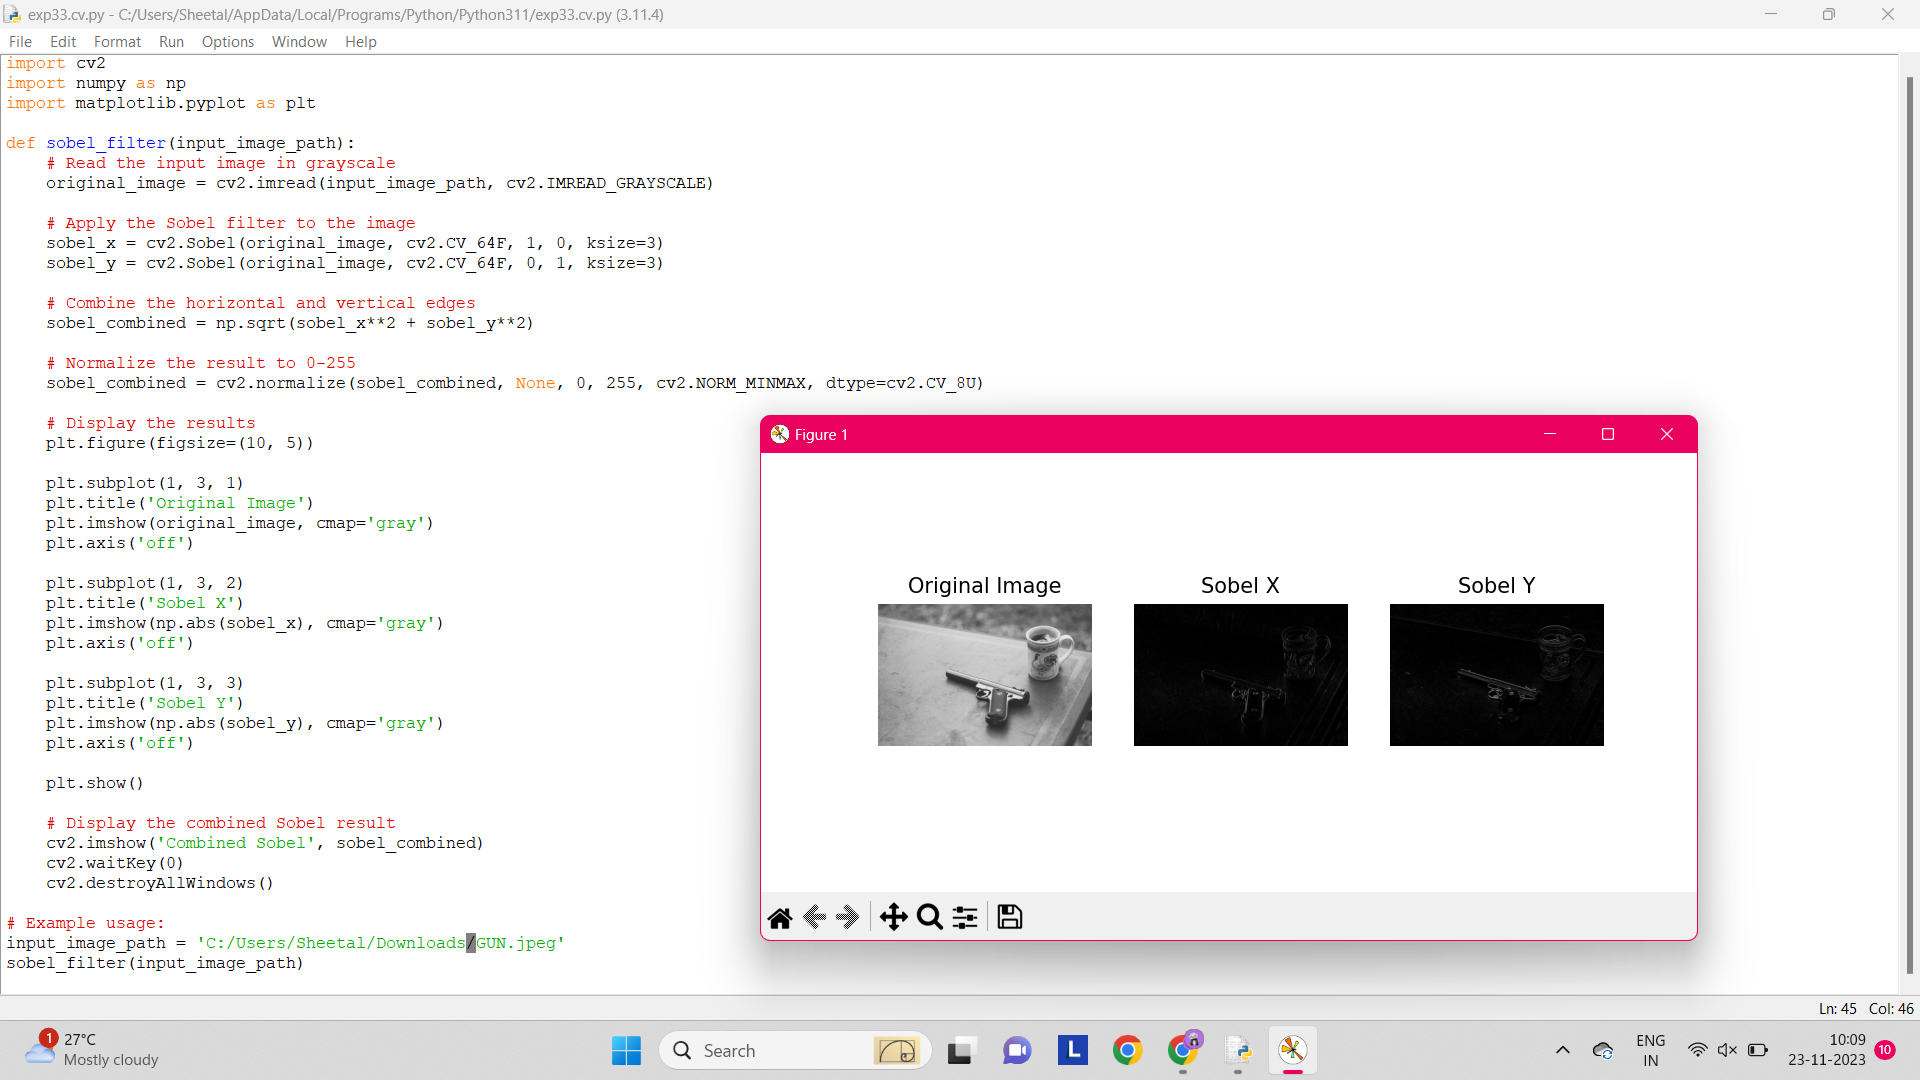 exp33.cv.py - C:/Users/Sheetal/AppData/Local/Programs/Python/Python311/exp33.cv.py (3.11.4)
File Edit Format Run Options Window Help
import cv2
import numpy as np
import matplotlib.pyplot as plt
def sobel_filter(input_image_path):
# Read the input image in grayscale
original_image = cv2.imread(input_image_path, cv2.IMREAD_GRAYSCALE)
# Apply the Sobel filter to the image
sobel_x = cv2.Sobel(original_image, cv2.CV_64F, 1, 0, ksize=3)
sobel_y = cv2.Sobel(original_image, cv2.CV_64F, 0, 1, ksize=3)
# Combine the horizontal and vertical edges
sobel_combined = np.sqrt(sobel_x**2 + sobel_y**2)
# Normalize the result to 0-255
sobel_combined = cv2.normalize(sobel_combined, None, 0, 255, cv2.NORM_MINMAX, dtype=cv2.CV_8U)
# Display the results
plt.figure(figsize=(10, 5))
plt.subplot(1, 3, 1)
plt.title('Original Image')
plt.imshow(original_image, cmap='gray')
plt.axis('off')
plt.subplot(1, 3, 2)
plt.title('Sobel X')
plt.imshow(np.abs(sobel_x), cmap='gray')
plt.axis('off')
plt.subplot(1, 3, 3)
plt.title('Sobel Y')
plt.imshow(np.abs(sobel_y), cmap='gray')
plt.axis('off')
plt.show()
# Display the combined Sobel result
cv2.imshow('Combined Sobel', sobel_combined)
cv2.waitKey(0)
cv2.destroyAllWindows()
# Example usage:
input_image_path = 'C:/Users/Sheetal/Downloads/GUN.jpeg'
sobel_filter(input_image_path)
Figure 1
Original Image
Sobel X
Sobel Y
Ln: 45 Col: 46
1
27°C
Mostly cloudy
Search
L
ENG
IN
10:09
23-11-2023
10